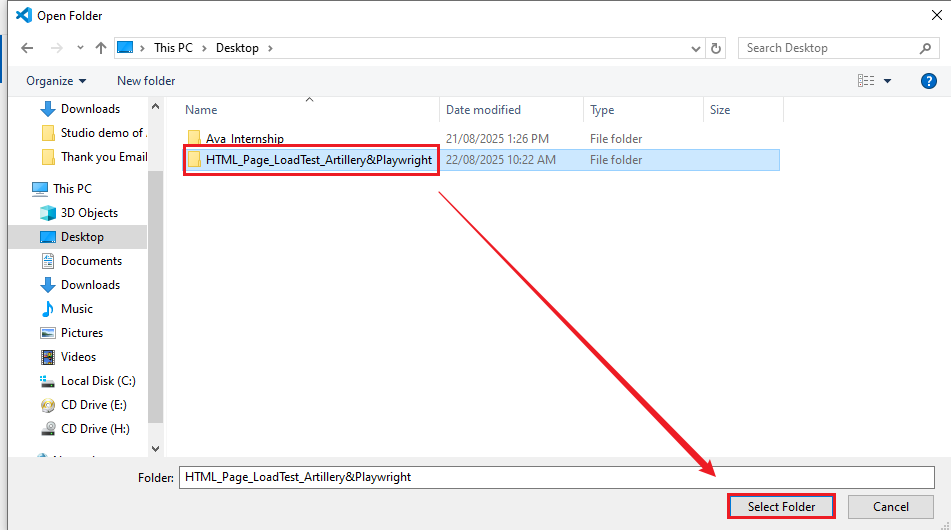 Open Folder
This PC > Desktop >
Search Desktop
Organize
New folder
Name
Date modified
Type
Size
Downloads
Studio demo of
Thank you Email
This PC
3D Objects
Desktop
Documents
Downloads
Music
Pictures
Videos
Local Disk (C:)
CD Drive (E:)
CD Drive (H:)
Ava_Internship 21/08/2025 1:26 PM File folder
HTML_Page_LoadTest_Artillery&Playwright 22/08/2025 10:22 AM File folder
Folder: HTML_Page_LoadTest_Artillery&Playwright
Select Folder
Cancel